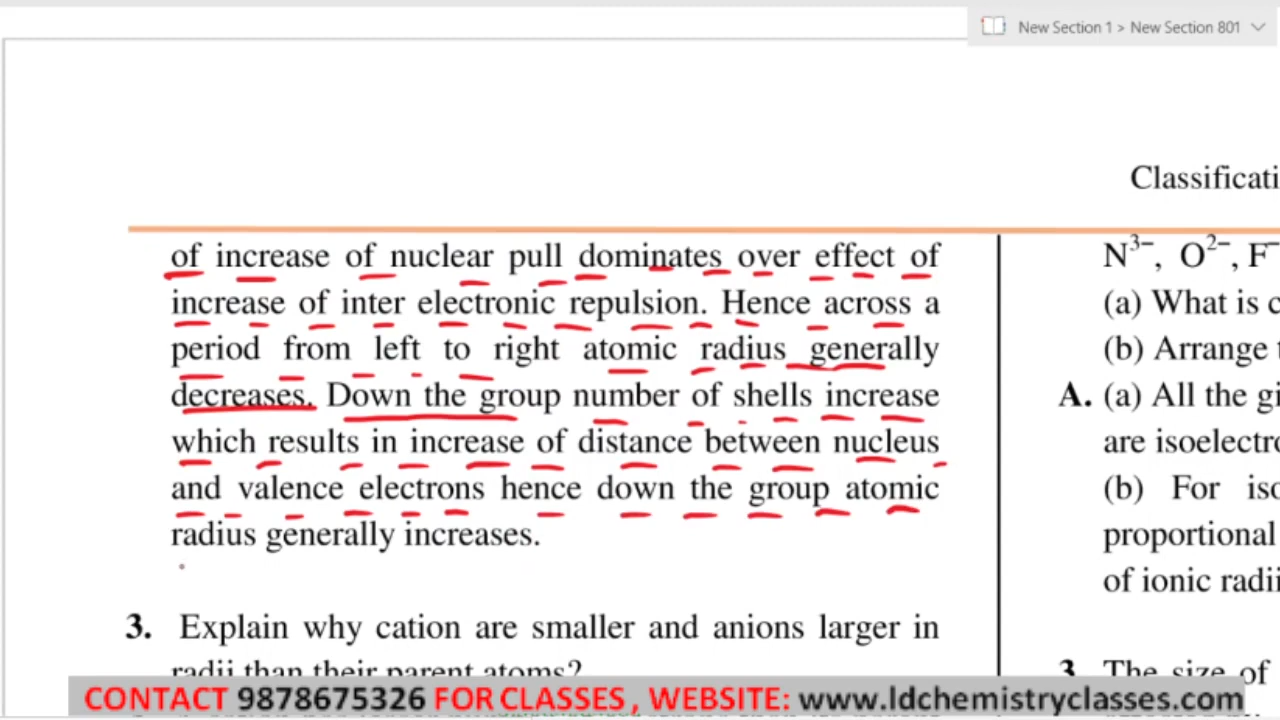 New Section 1 > New Section 801
Classificati
of increase of nuclear pull dominates over effect of
increase of inter electronic repulsion. Hence across a
period from left to right atomic radius generally
decreases. Down the group number of shells increase
which results in increase of distance between nucleus
and valence electrons hence down the group atomic
radius generally increases.
3. Explain why cation are smaller and anions larger in
radii than their parent atoms?
N³⁻, O²⁻, F⁻
(a) What is c
(b) Arrange t
A. (a) All the gi
are isoelectro
(b) For iso
proportional
of ionic radii
3 The size of
CONTACT 9878675326 FOR CLASSES , WEBSITE: www.ldchemistryclasses.com